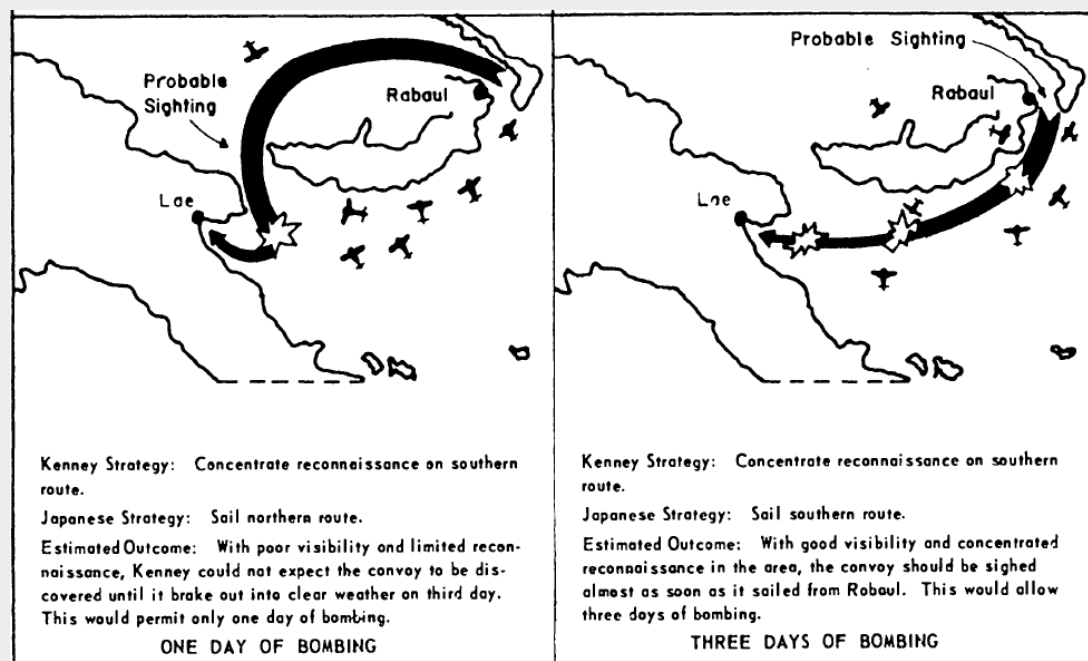 Probable
Sighting
Rabaul
Lae
Kenney Strategy: Concentrate reconnaissance on southern
route.
Japanese Strategy: Sail northern route.
Estimated Outcome: With poor visibility ond limited recon-
naissance, Kenney could not expect the convoy to be dis-
covered until it brake out into clear weather on third day.
This would permit only one day of bombing.
ONE DAY OF BOMBING
Probable Sighting
Rabaul
Lae
Kenney Strategy: Concentrate reconnaissance on southern
route.
Japanese Strategy: Sail southern route.
Estimated Outcome: With good visibility and concentrated
reconnaissance in the area, the convoy should be sighed
almost as soon as it sailed from Robaul. This would allow
three days of bombing.
THREE DAYS OF BOMBING